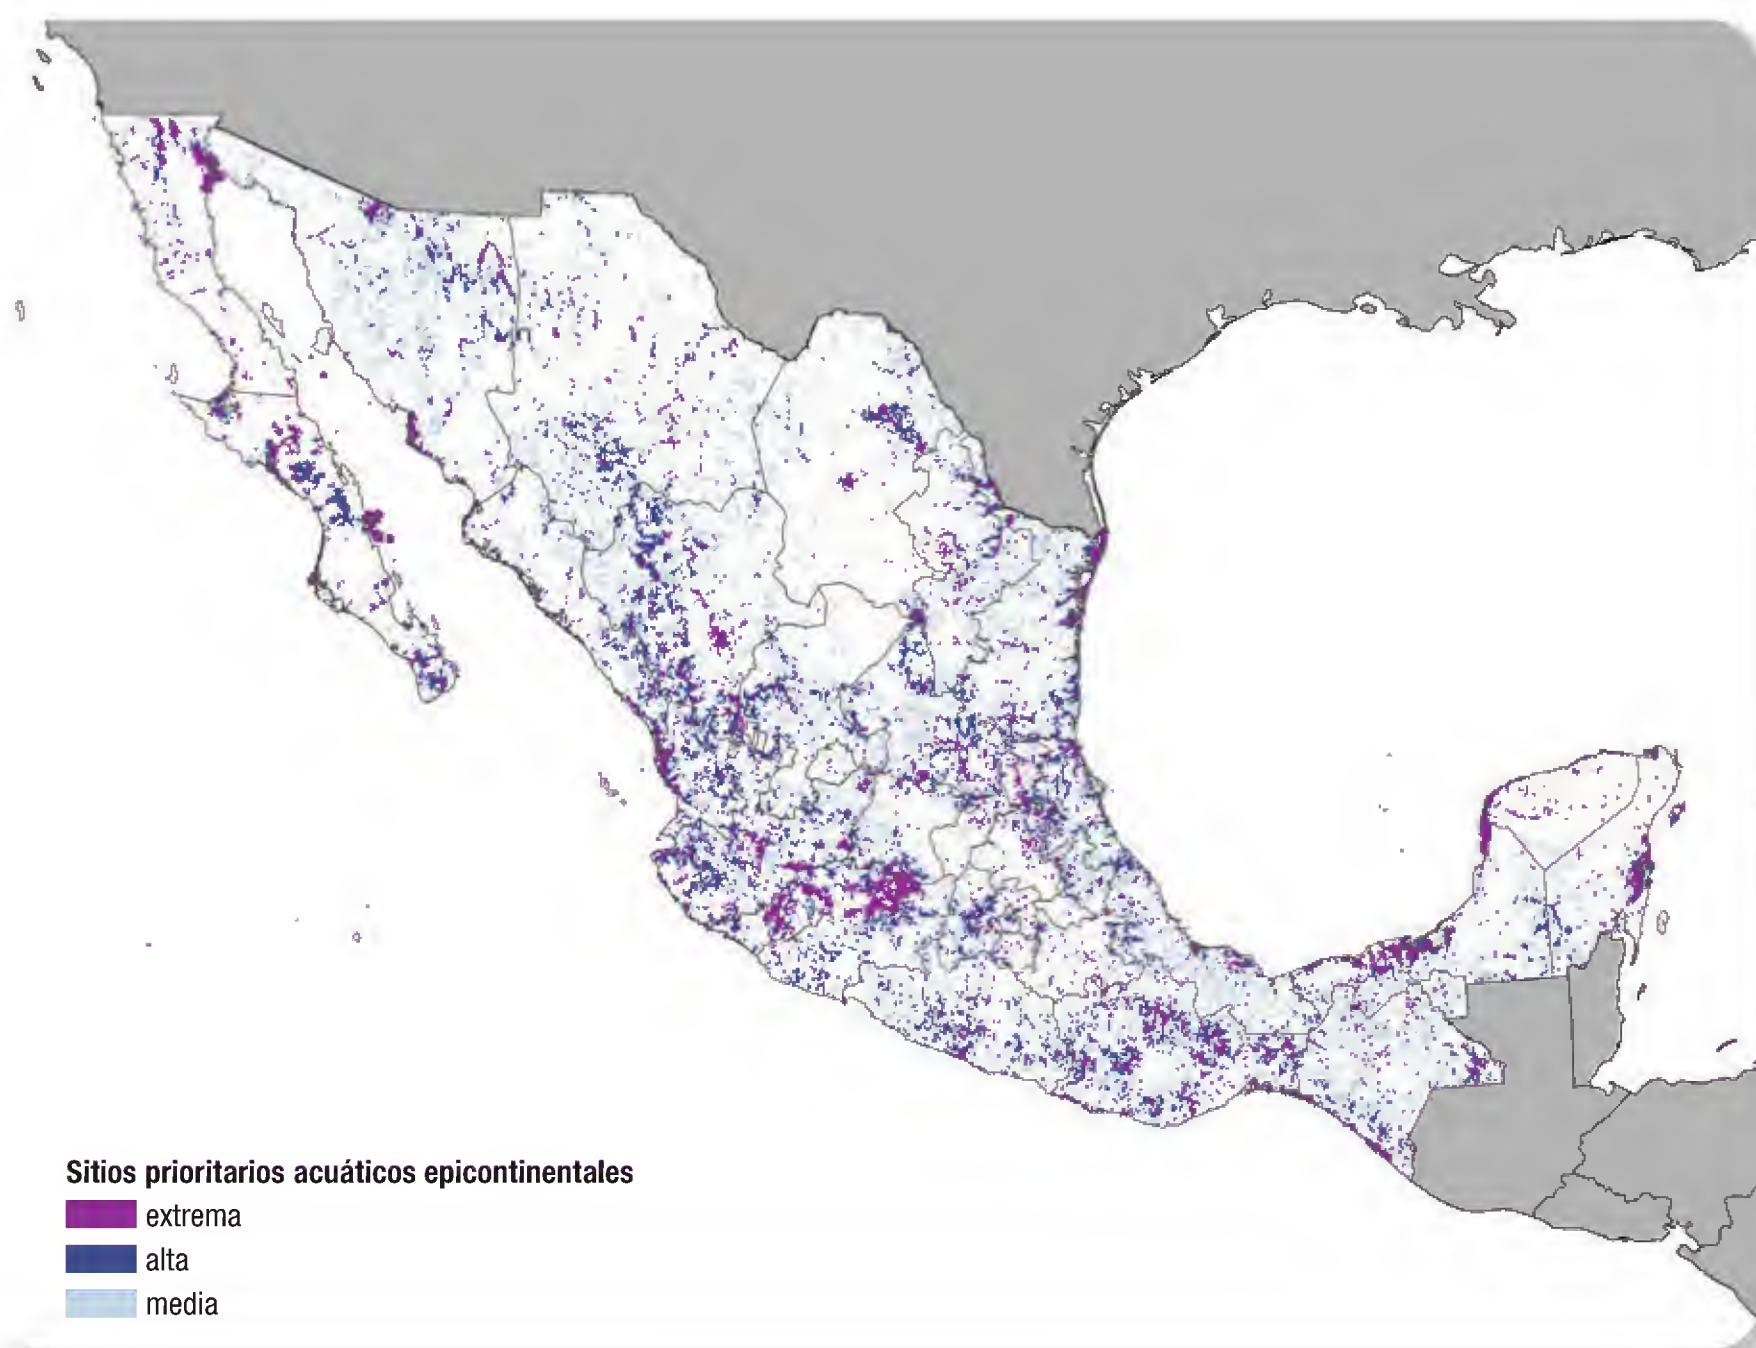 Sitios prioritarios acuáticos epicontinentales
extrema
alta
media